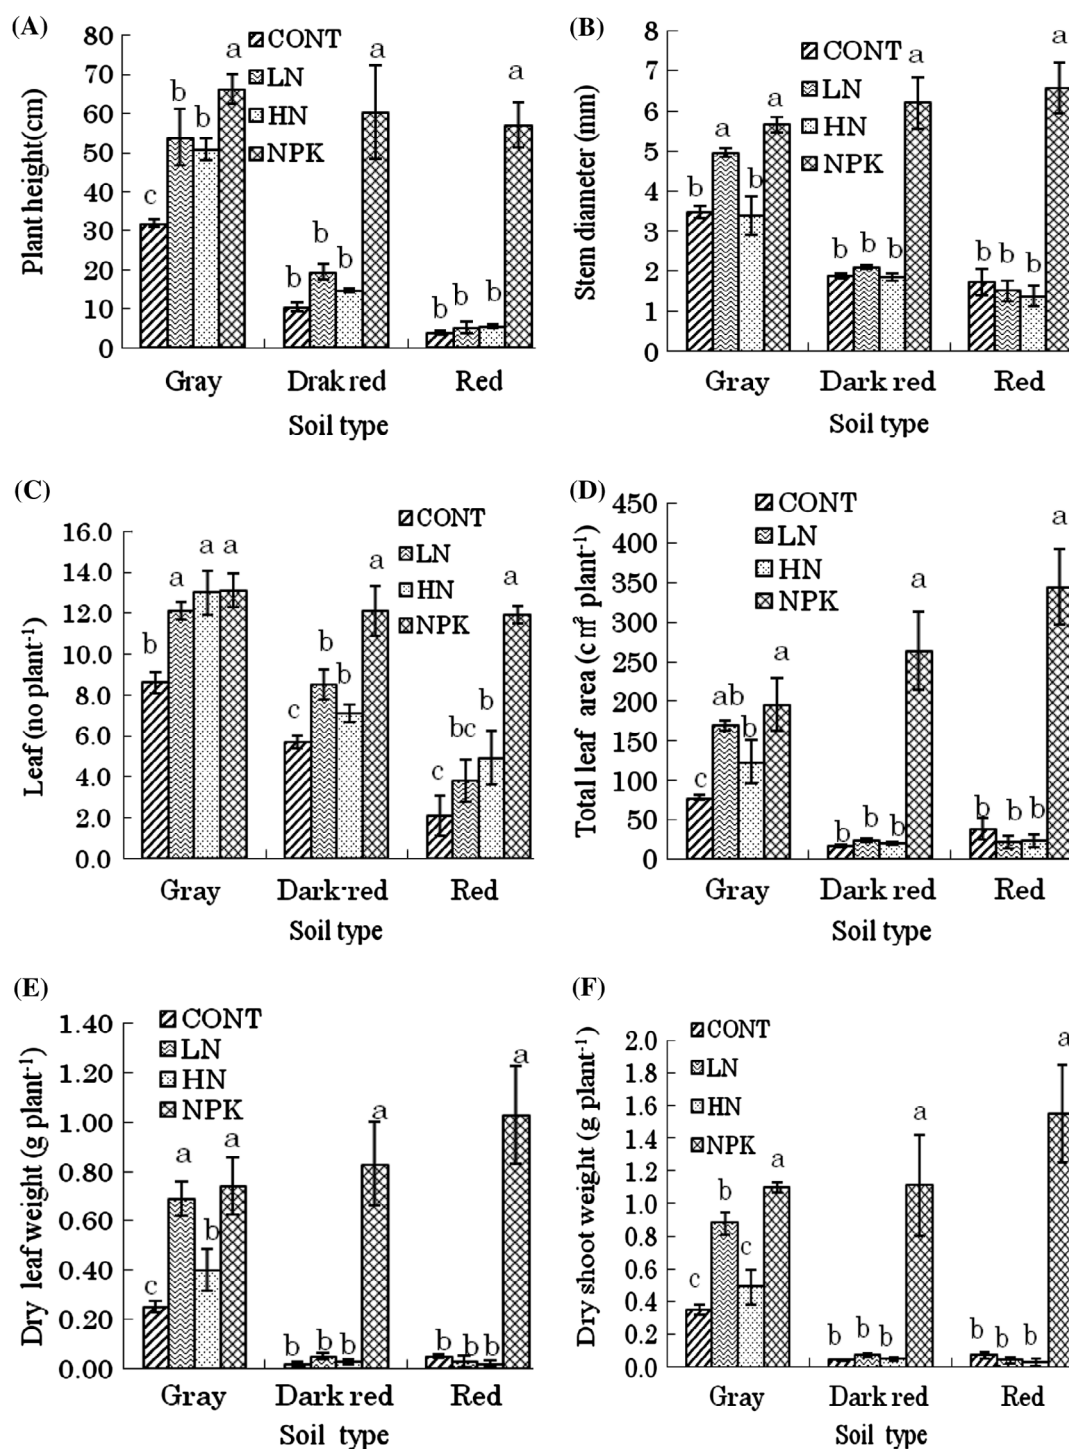 (A)
Plant height(cm)
80
70
60
50
40
30
20
10
0
CONT
LN
HN
NPK
c
b
b
a
b
b
b
a
b
b
b
a
Gray
Drak red
Red
Soil type
(B)
Stem diameter (mm)
8
7
6
5
4
3
2
1
0
CONT
LN
HN
NPK
b
a
b
a
b
b
b
a
b
b
b
a
Gray
Dark red
Red
Soil type
(C)
Leaf (no plant-1)
16.0
14.0
12.0
10.0
8.0
6.0
4.0
2.0
0.0
CONT
LN
HN
NPK
b
a
a
a
c
b
b
a
c
bc
b
a
Gray
Dark-red
Red
Soil type
(D)
Total leaf area (c m² plant-1)
450
400
350
300
250
200
150
100
50
0
CONT
LN
HN
NPK
c
ab
b
a
b
b
b
a
b
b
b
a
Gray
Dark red
Red
Soil type
(E)
Dry leaf weight (g plant-1)
1.40
1.20
1.00
0.80
0.60
0.40
0.20
0.00
CONT
LN
HN
NPK
c
a
b
a
b
b
b
a
b
b
b
a
Gray
Dark red
Red
Soil type
(F)
Dry shoot weight (g plant-1)
2.0
1.8
1.6
1.4
1.2
1.0
0.8
0.6
0.4
0.2
0.0
CONT
LN
HN
NPK
c
b
c
a
b
b
b
a
b
b
b
a
Gray
Dark red
Red
Soil type